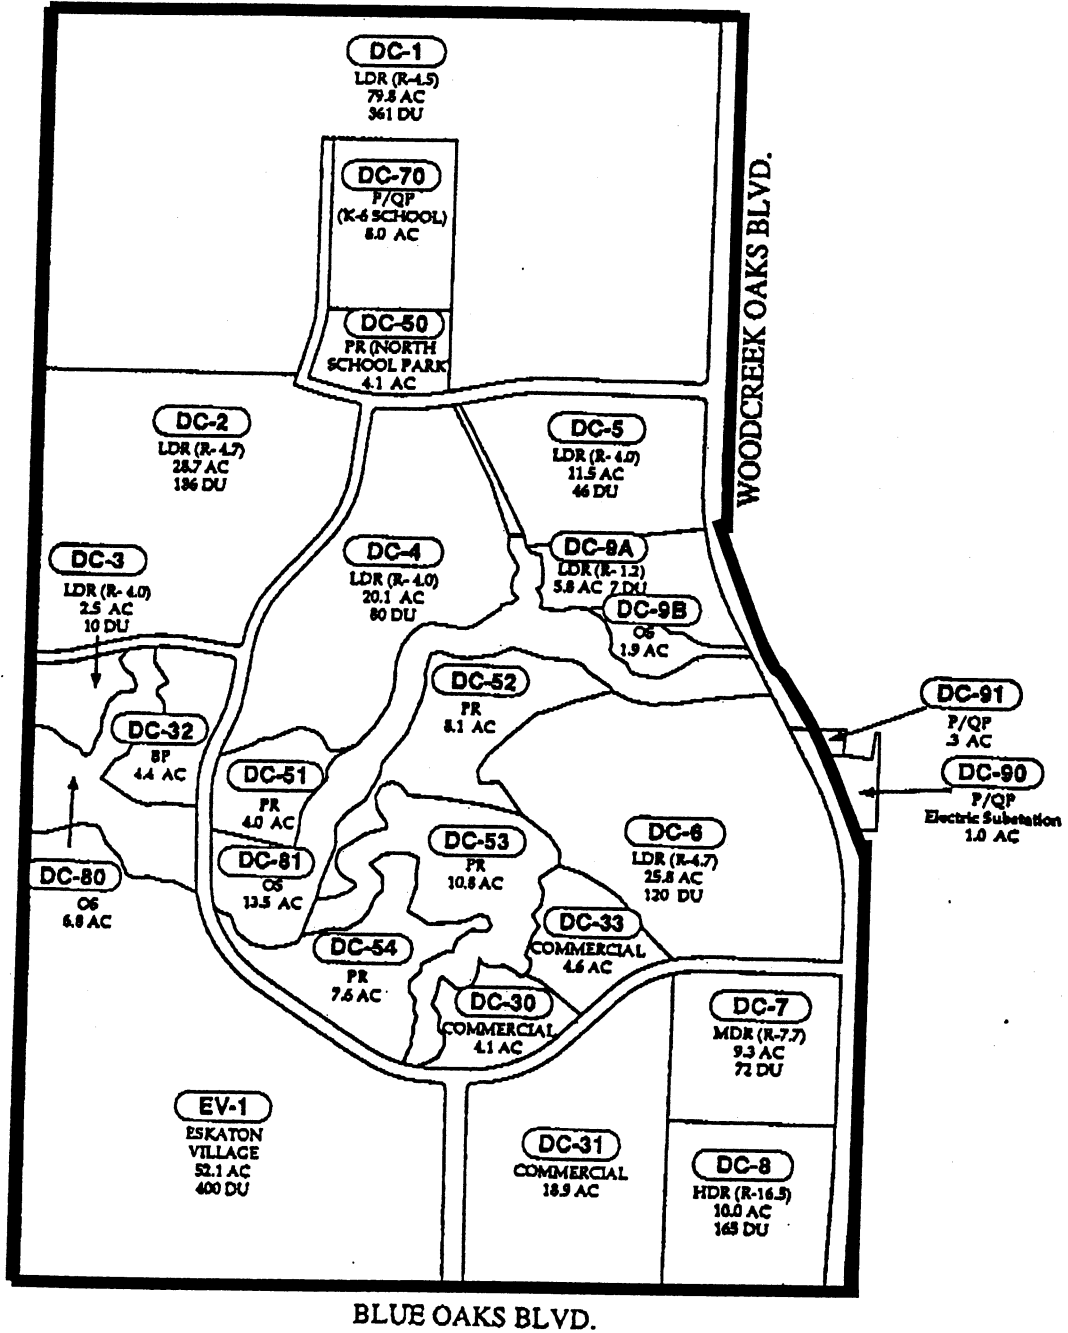 DC-1
LDR (R-4.5)
79.8 AC
361 DU
DC-70
P/QP
(K-6 SCHOOL)
8.0 AC
DC-50
PR (NORTH
SCHOOL PARK
4.1 AC
WOODCREEK OAKS BLVD.
DC-2
LDR (R- 4.7)
28.7 AC
136 DU
DC-5
LDR (R- 4.0)
11.5 AC
46 DU
DC-3
LDR (R- 4.0)
2.5 AC
10 DU
DC-4
LDR (R- 4.0)
20.1 AC
80 DU
DC-9A
LDR (R- 1.2)
5.8 AC 7 DU
DC-9B
OS
1.9 AC
DC-52
PR
8.1 AC
DC-91
P/QP
.3 AC
DC-32
BP
4.4 AC
DC-51
PR
4.0 AC
DC-90
P/QP
Electric Substation
1.0 AC
DC-53
PR
10.8 AC
DC-6
LDR (R-4.7)
25.8 AC
120 DU
DC-80
OS
6.8 AC
DC-81
OS
13.5 AC
DC-33
COMMERCIAL
4.6 AC
DC-54
PR
7.6 AC
DC-30
COMMERCIAL
4.1 AC
DC-7
MDR (R-7.7)
9.3 AC
72 DU
EV-1
ESKATON
VILLAGE
52.1 AC
400 DU
DC-31
COMMERCIAL
18.9 AC
DC-8
HDR (R-16.5)
10.0 AC
165 DU
BLUE OAKS BLVD.